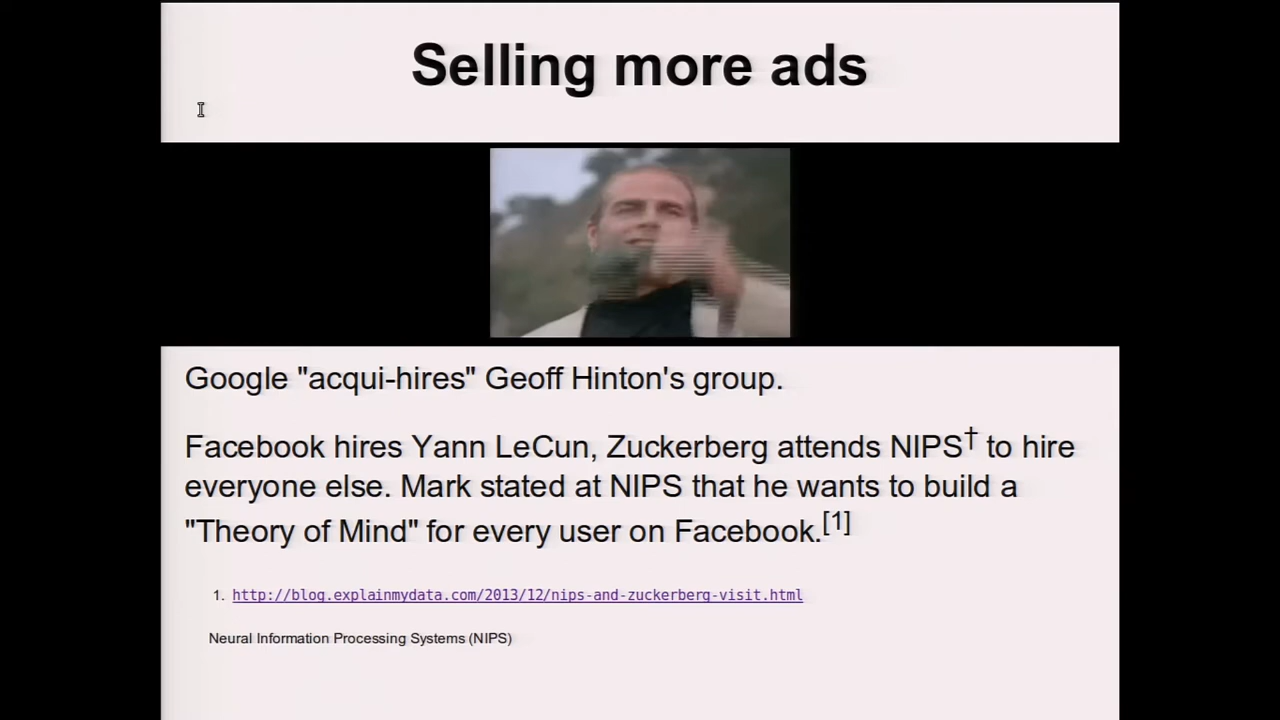 Selling more ads
Google "acqui-hires" Geoff Hinton's group.
Facebook hires Yann LeCun, Zuckerberg attends NIPS† to hire
everyone else. Mark stated at NIPS that he wants to build a
"Theory of Mind" for every user on Facebook.[1]
1. http://blog.explainmydata.com/2013/12/nips-and-zuckerberg-visit.html
Neural Information Processing Systems (NIPS)